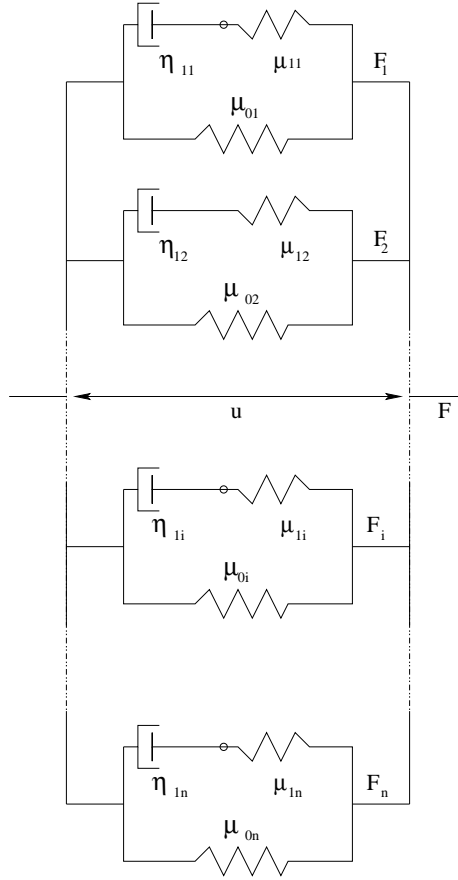 η₁₁ μ₁₁ F₁
μ₀₁
η₁₂ μ₁₂ F₂
μ₀₂
u F
η₁ᵢ μ₁ᵢ Fᵢ
μ₀ᵢ
η₁ₙ μ₁ₙ Fₙ
μ₀ₙ